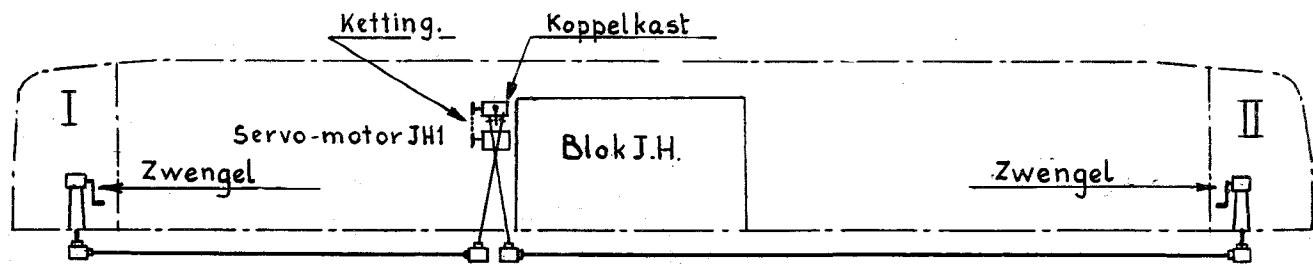 Ketting.
Koppelkast
I
Servo-motor JH1
Blok J.H.
II
Zwengel
Zwengel